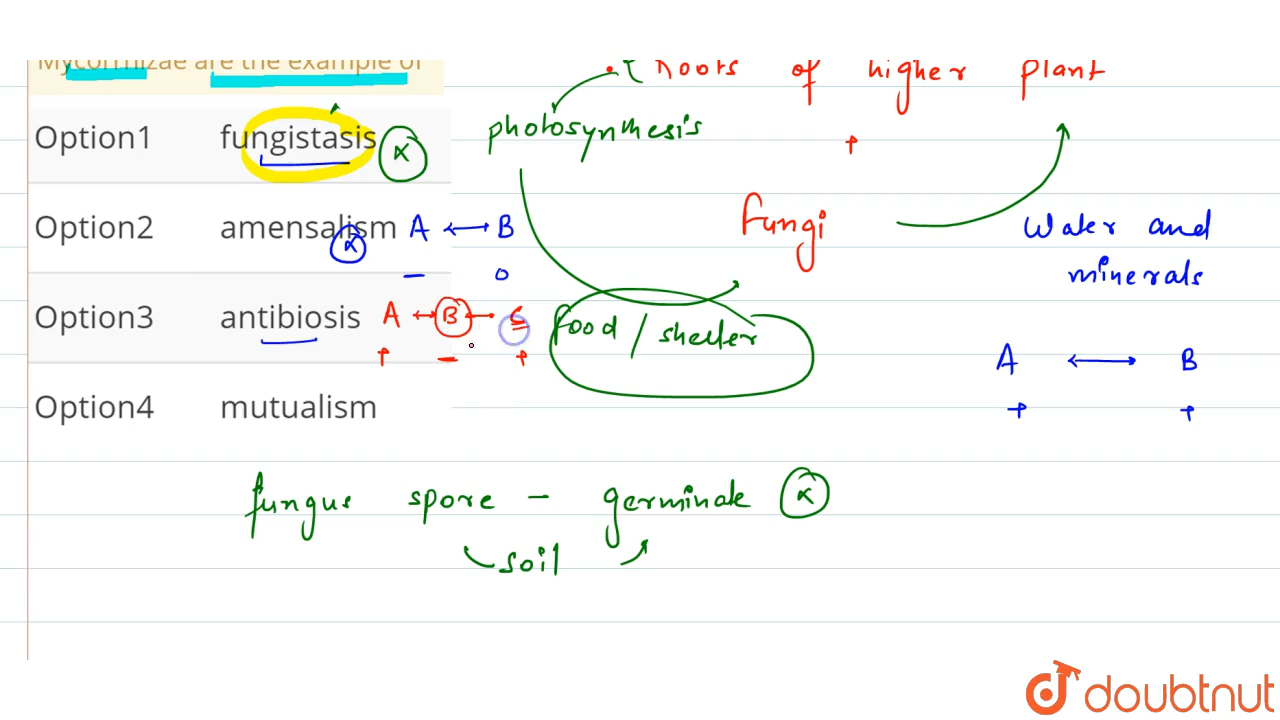 Mycorrhizae are the example of
Roots of higher plant
Option1 fungistasis
photosynthesis
+
Option2 amensalism A ↔ B
- 0
fungi
Water and
minerals
Option3 antibiosis A ↔ B → C
+ - +
food / shelter
A ↔ B
+ +
Option4 mutualism
fungus spore - germinate
soil
doubtnut